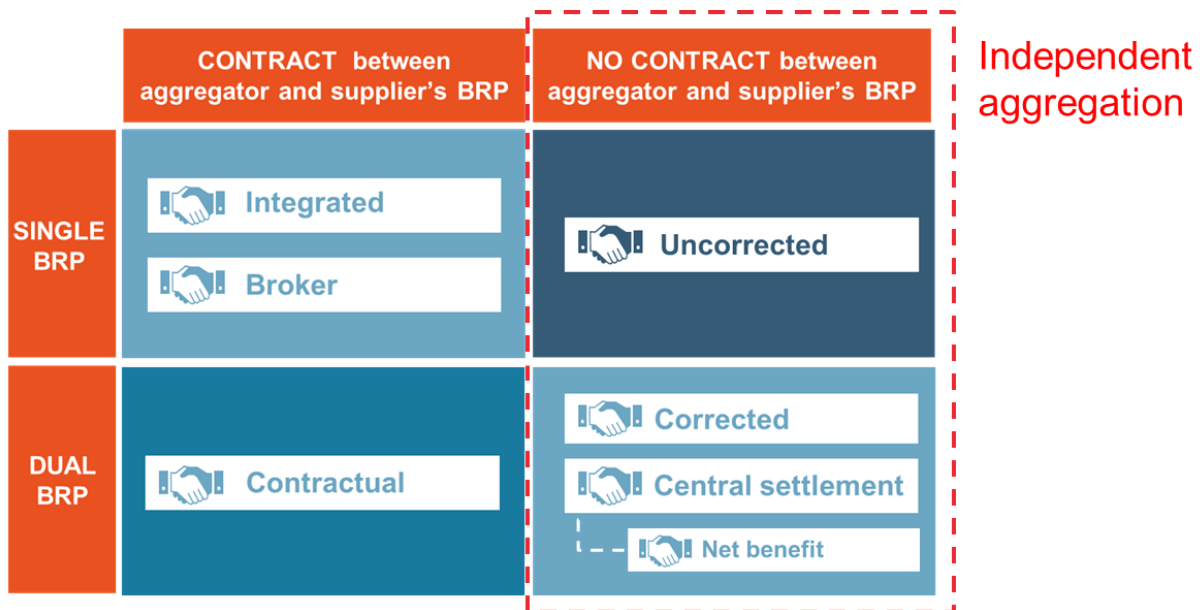 CONTRACT between
aggregator and supplier's BRP
NO CONTRACT between
aggregator and supplier's BRP
Independent
aggregation
SINGLE
BRP
Integrated
Broker
Uncorrected
DUAL
BRP
Contractual
Corrected
Central settlement
Net benefit